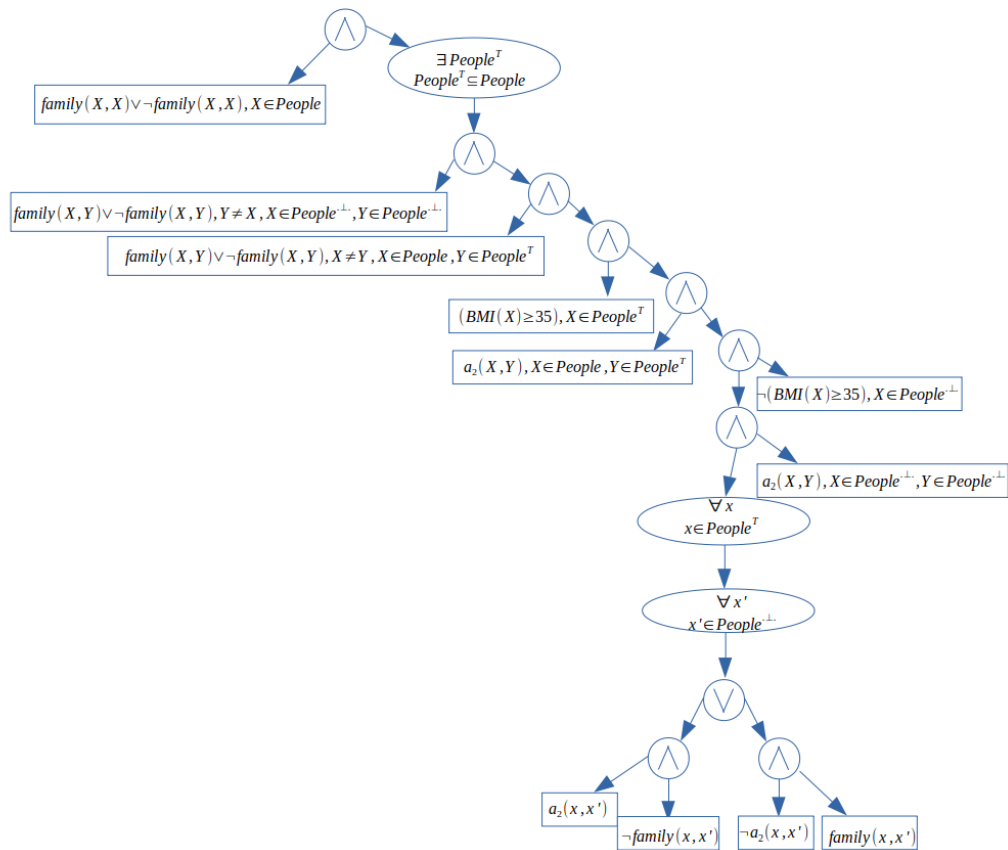 ⋀
∃ People^T
People^T ⊆ People
family(X, X) ∨ ¬family(X, X), X ∈ People
⋀
⋀
family(X, Y) ∨ ¬family(X, Y), Y ≠ X, X ∈ People^⊥, Y ∈ People^⊥
⋀
family(X, Y) ∨ ¬family(X, Y), X ≠ Y, X ∈ People, Y ∈ People^T
⋀
(BMI(X) ≥ 35), X ∈ People^T
⋀
a₂(X, Y), X ∈ People, Y ∈ People^T
¬(BMI(X) ≥ 35), X ∈ People^⊥
⋀
a₂(X, Y), X ∈ People^⊥, Y ∈ People^⊥
∀ x
x ∈ People^T
∀ x'
x' ∈ People^⊥
⋁
⋀
⋀
a₂(x, x')
¬family(x, x')
¬a₂(x, x')
family(x, x')